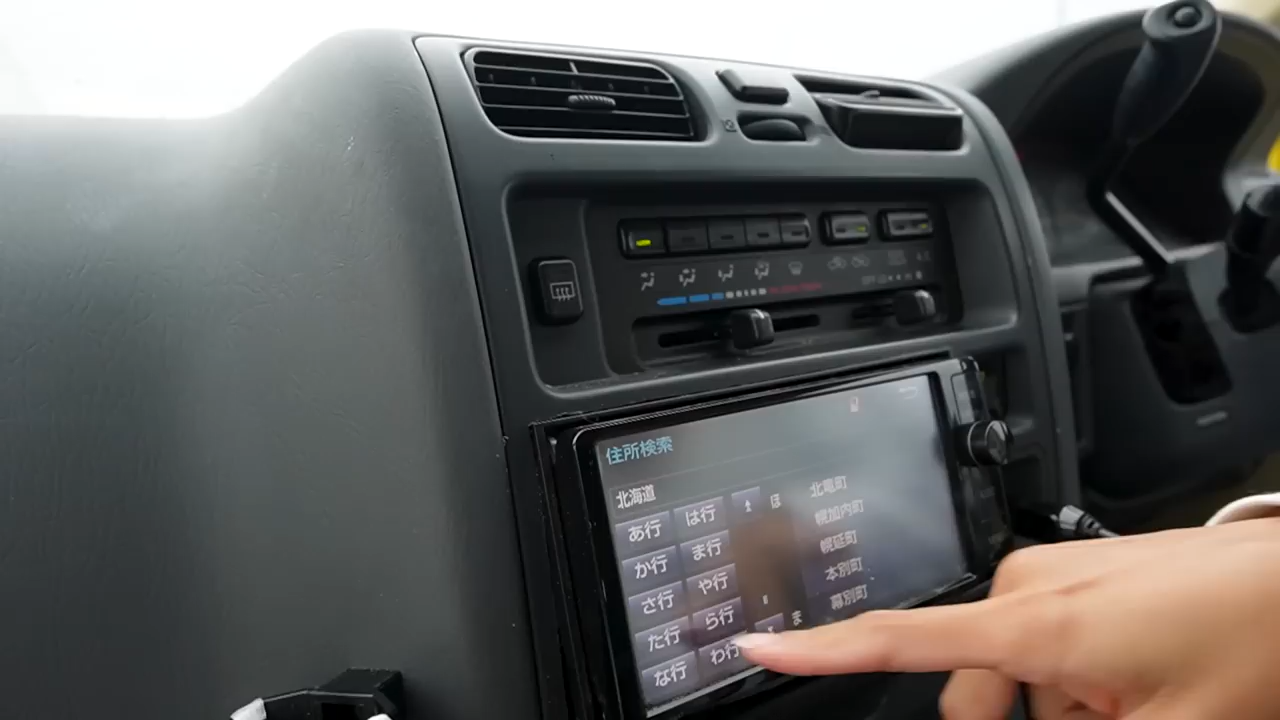 住所検索
北海道
あ行 は行 ほ 北竜町
か行 ま行 幌加内町
さ行 や行 幌延町
た行 ら行 本別町
な行 わ行 ま 幕別町